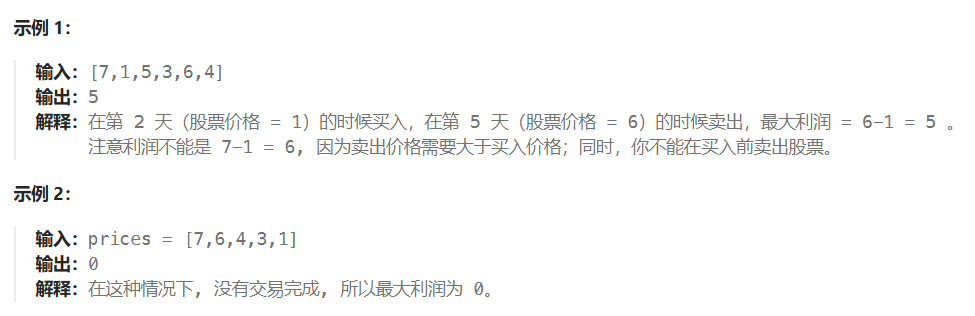 示例 1：
输入：[7,1,5,3,6,4]
输出：5
解释：在第 2 天（股票价格 = 1）的时候买入，在第 5 天（股票价格 = 6）的时候卖出，最大利润 = 6-1 = 5 。
注意利润不能是 7-1 = 6, 因为卖出价格需要大于买入价格；同时，你不能在买入前卖出股票。
示例 2：
输入：prices = [7,6,4,3,1]
输出：0
解释：在这种情况下, 没有交易完成, 所以最大利润为 0。